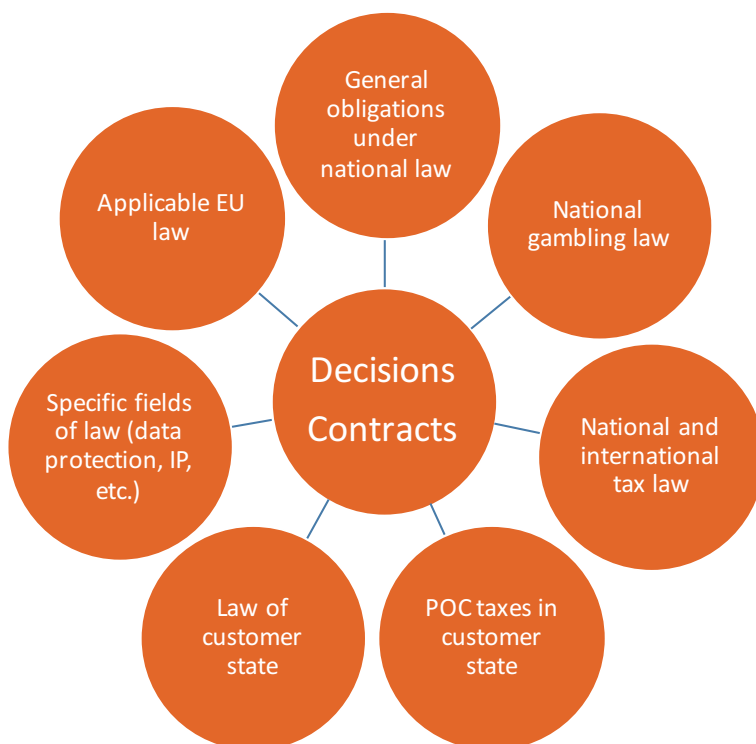 General
obligations
under
national law
National
gambling law
National and
international
tax law
POC taxes in
customer
state
Law of
customer
state
Specific fields
of law (data
protection, IP,
etc.)
Applicable EU
law
Decisions
Contracts